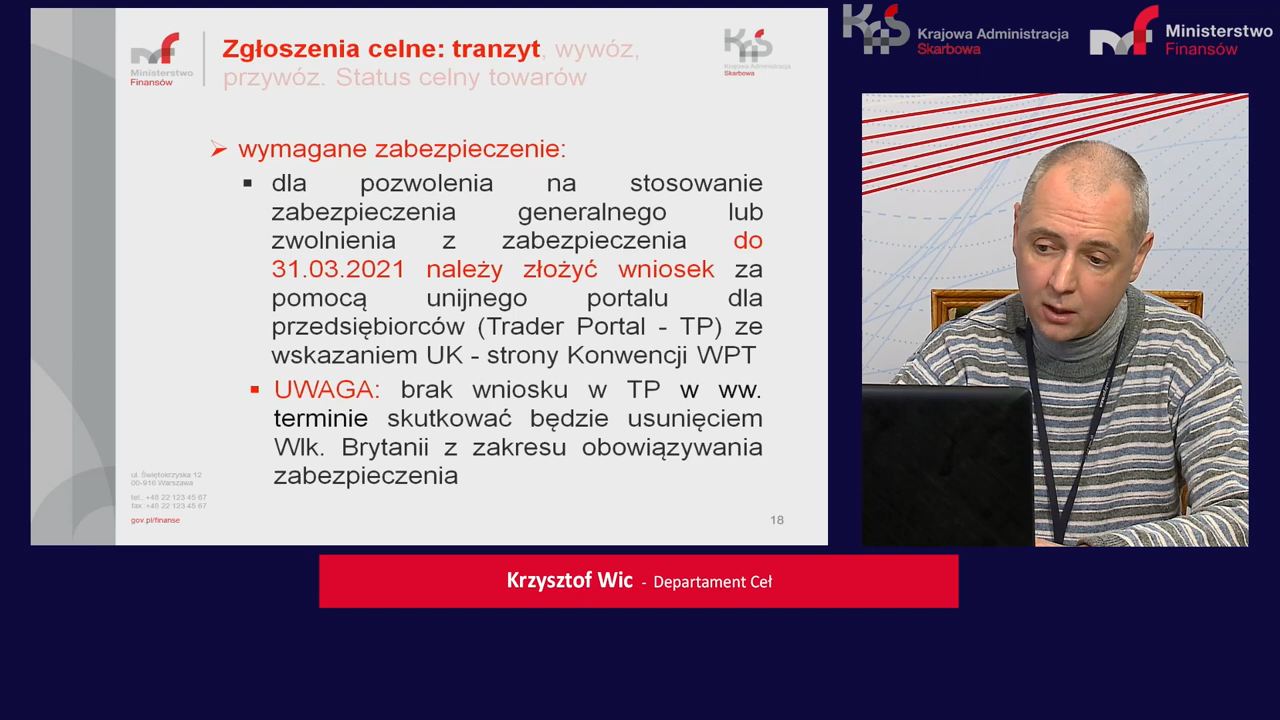 Ministerstwo
Finansów
Zgłoszenia celne: tranzyt, wywóz,
przywóz. Status celny towarów
KAS
Krajowa Administracja
Skarbowa
wymagane zabezpieczenie:
dla pozwolenia na stosowanie
zabezpieczenia generalnego lub
zwolnienia z zabezpieczenia do
31.03.2021 należy złożyć wniosek za
pomocą unijnego portalu dla
przedsiębiorców (Trader Portal - TP) ze
wskazaniem UK - strony Konwencji WPT
UWAGA: brak wniosku w TP w ww.
terminie skutkować będzie usunięciem
Wlk. Brytanii z zakresu obowiązywania
zabezpieczenia
ul. Świętokrzyska 12
00-916 Warszawa
tel.: +48 22 123 45 67
fax :+48 22 123 45 67
gov.pl/finanse
18
KAS
Krajowa Administracja
Skarbowa
mf
Ministerstwo
Finansów
Krzysztof Wic - Departament Ceł